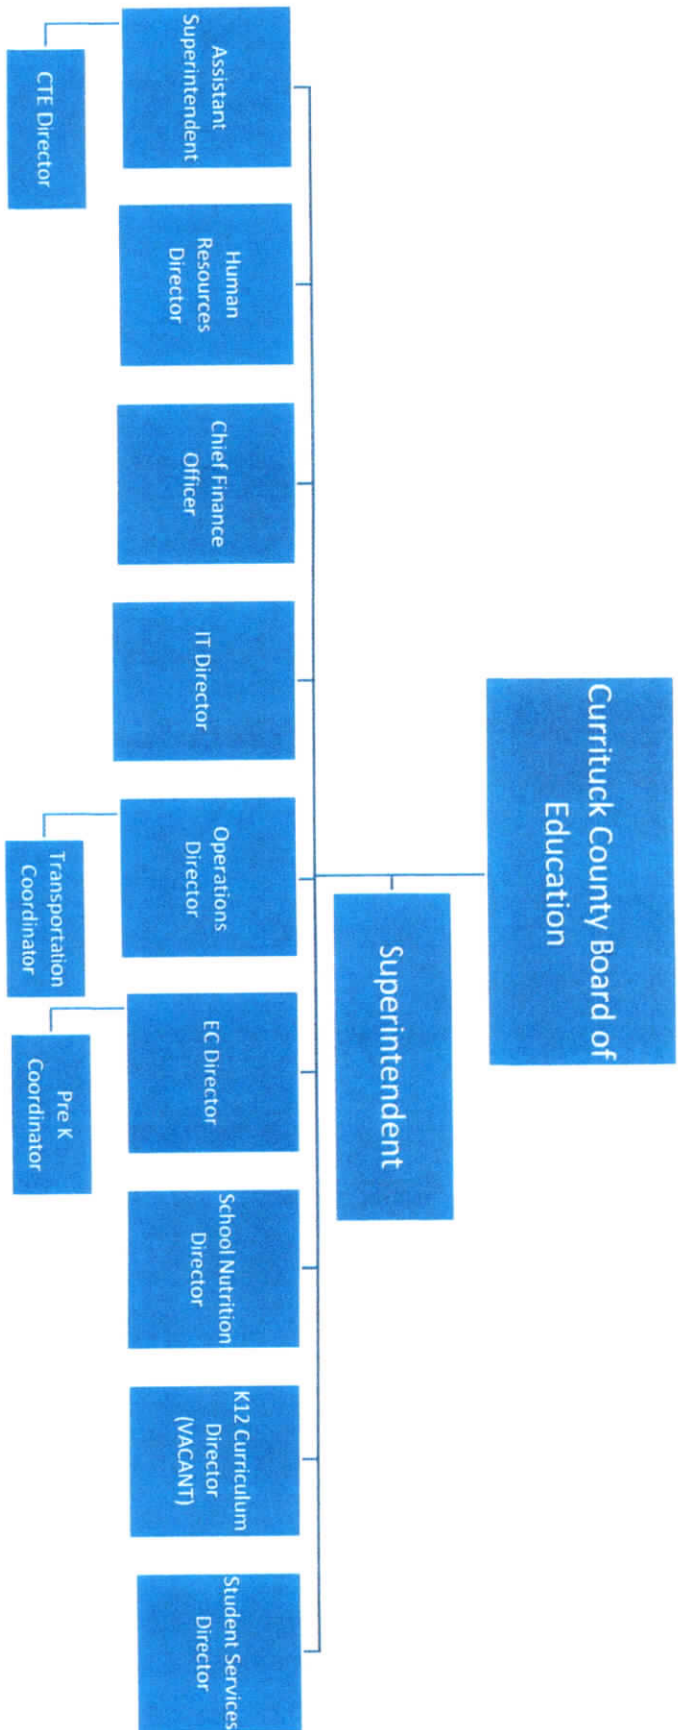 Currituck County Board of
Education
Superintendent
Assistant
Superintendent
Human
Resources
Director
Chief Finance
Officer
IT Director
Operations
Director
EC Director
School Nutrition
Director
K12 Curriculum
Director
(VACANT)
Student Services
Director
CTE Director
Transportation
Coordinator
Pre K
Coordinator